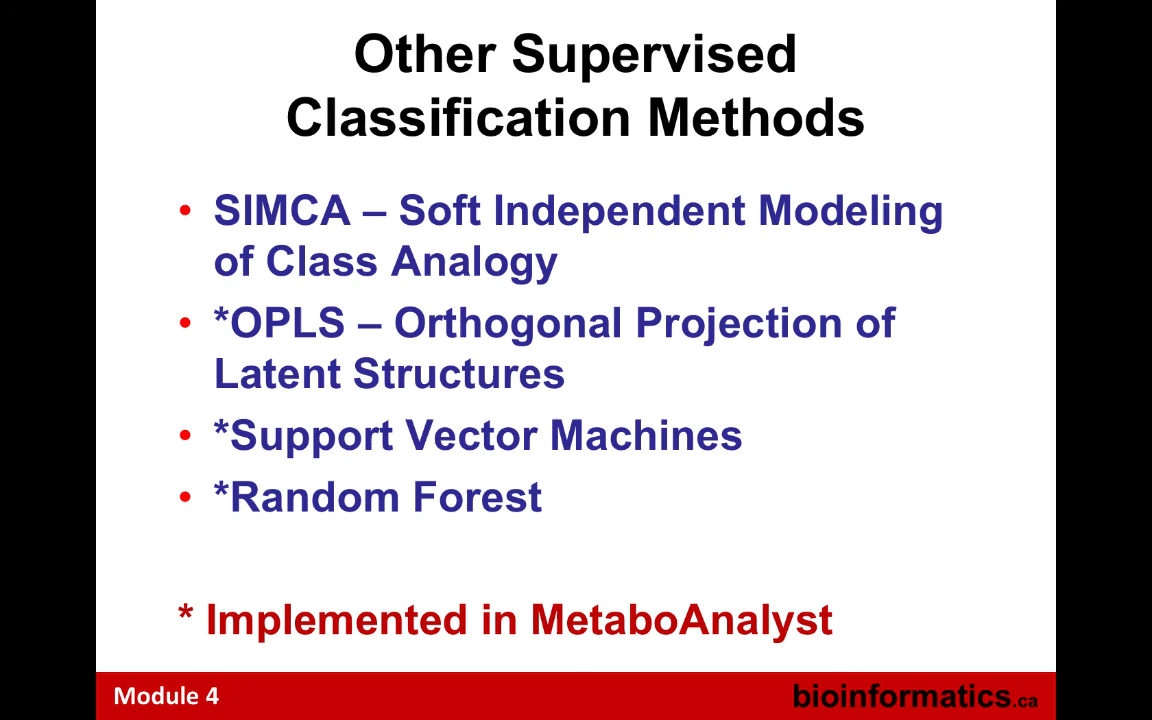 Other Supervised
Classification Methods
• SIMCA – Soft Independent Modeling
of Class Analogy
• *OPLS – Orthogonal Projection of
Latent Structures
• *Support Vector Machines
• *Random Forest
* Implemented in MetaboAnalyst
Module 4
bioinformatics.ca